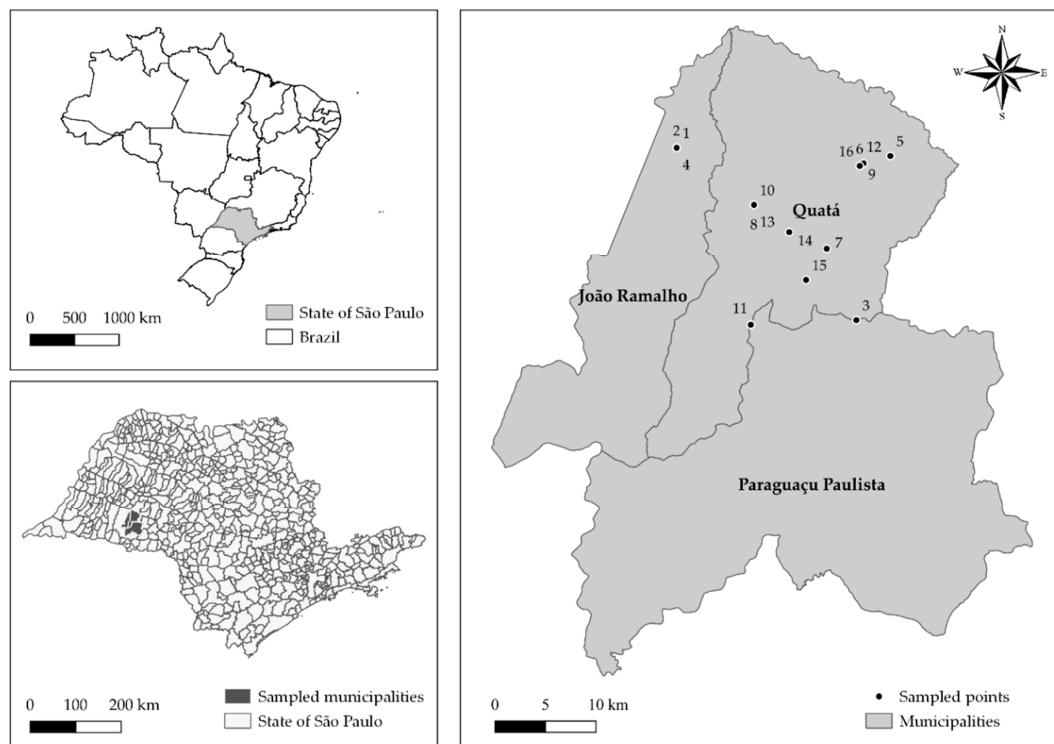 0 500 1000 km
State of São Paulo
Brazil
0 100 200 km
Sampled municipalities
State of São Paulo
N
W E
S
2 1
4
16 6 12 5
9
10
8 13
Quatá
14 7
15
João Ramalho
11 3
Paraguaçu Paulista
0 5 10 km
Sampled points
Municipalities